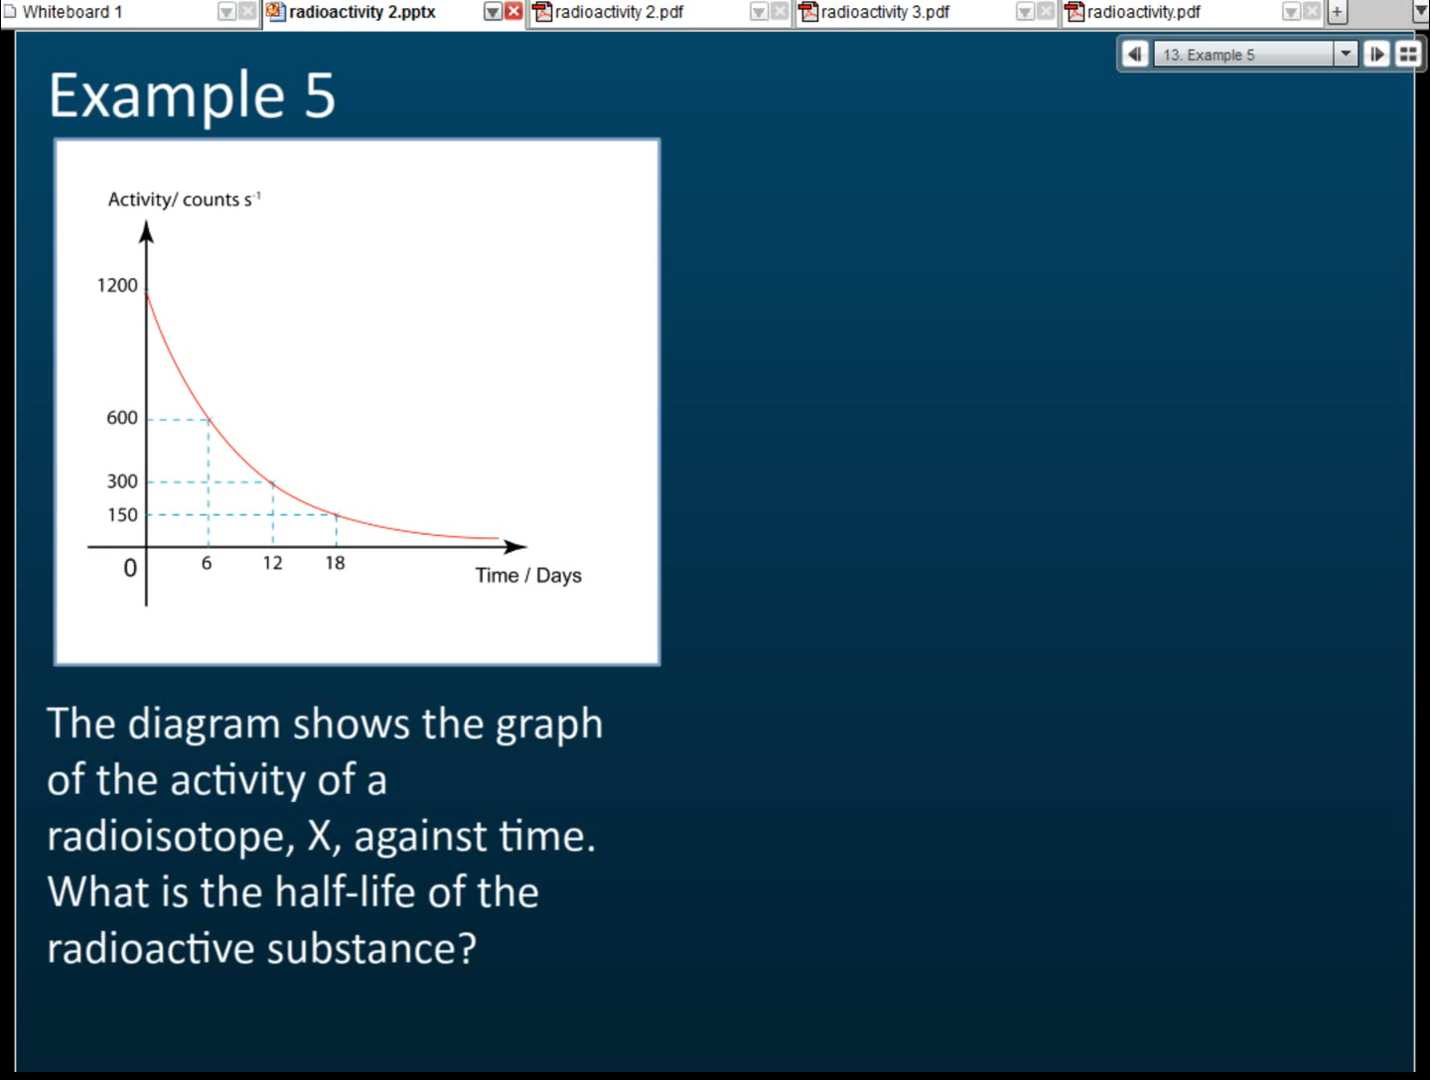 Whiteboard 1
radioactivity 2.pptx
radioactivity 2.pdf
radioactivity 3.pdf
radioactivity.pdf
13. Example 5
Example 5
Activity/ counts s⁻¹
1200
600
300
150
0
6
12
18
Time / Days
The diagram shows the graph
of the activity of a
radioisotope, X, against time.
What is the half-life of the
radioactive substance?